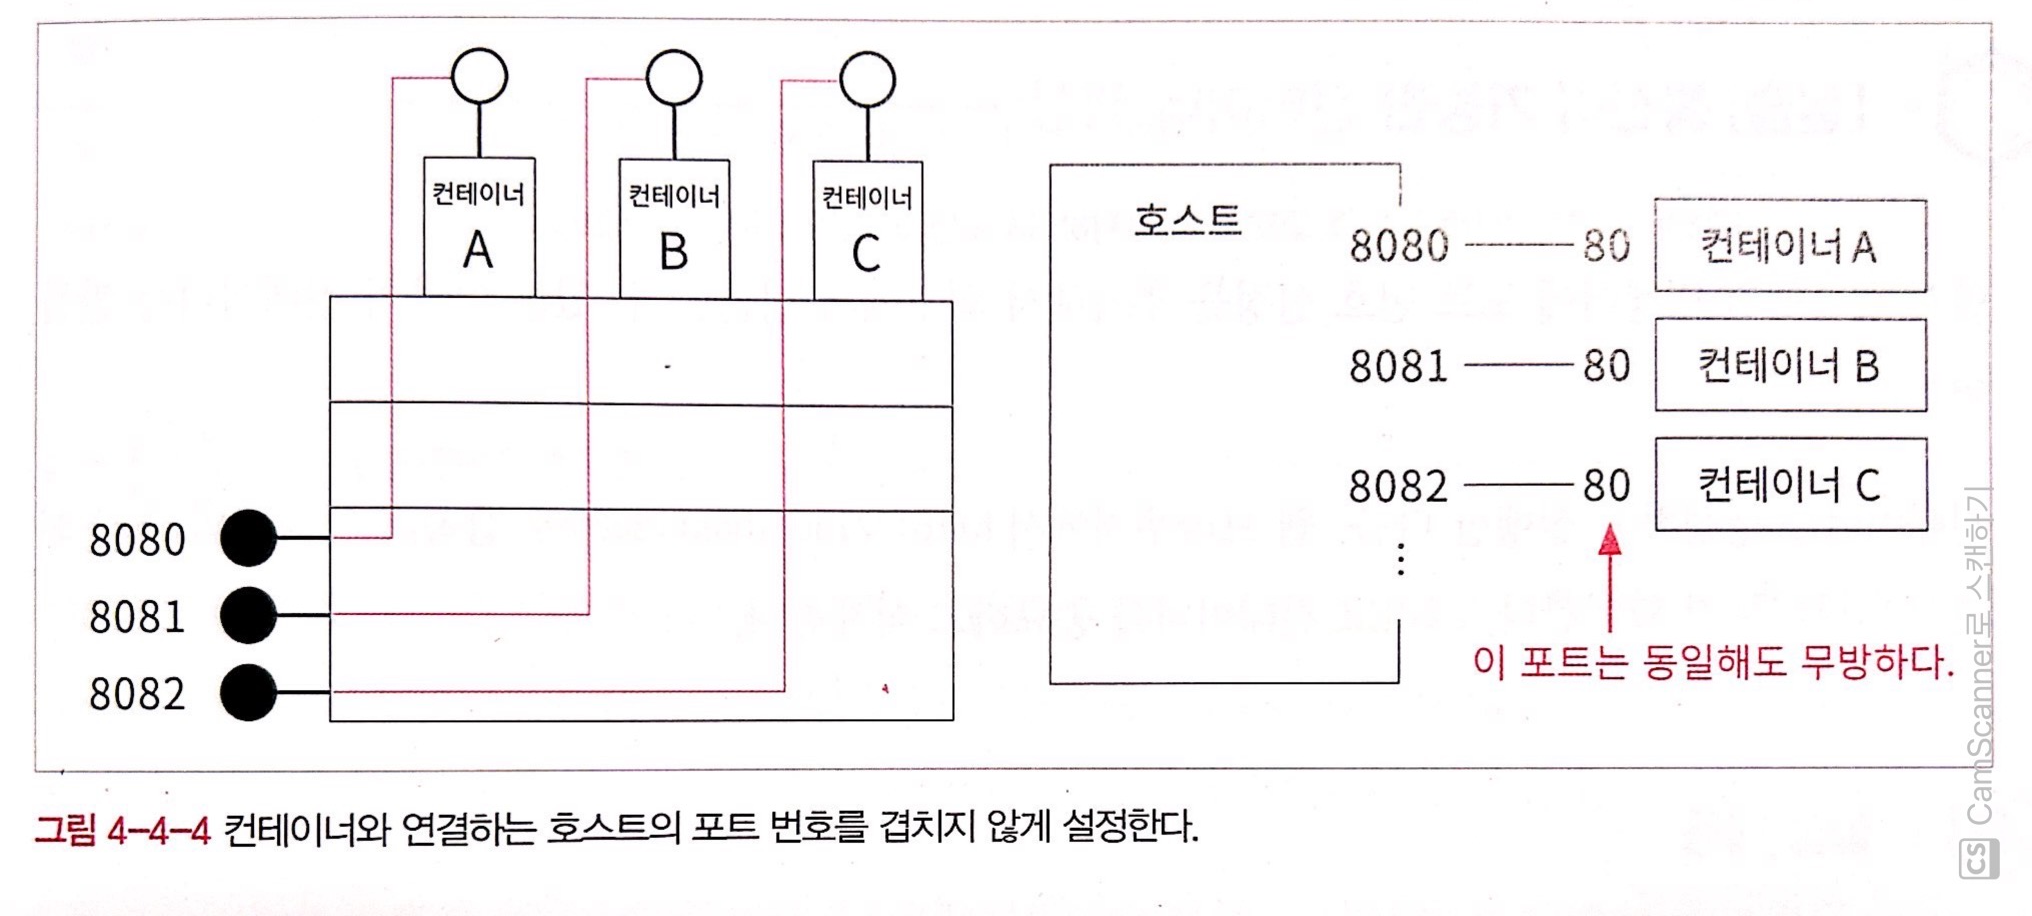 컨테이너
A
컨테이너
B
컨테이너
C
8080
8081
8082
호스트
8080 80 컨테이너 A
8081 80 컨테이너 B
8082 80 컨테이너 C
⋮
이 포트는 동일해도 무방하다.
그림 4-4-4 컨테이너와 연결하는 호스트의 포트 번호를 겹치지 않게 설정한다.
CS CamScanner로 스캔하기